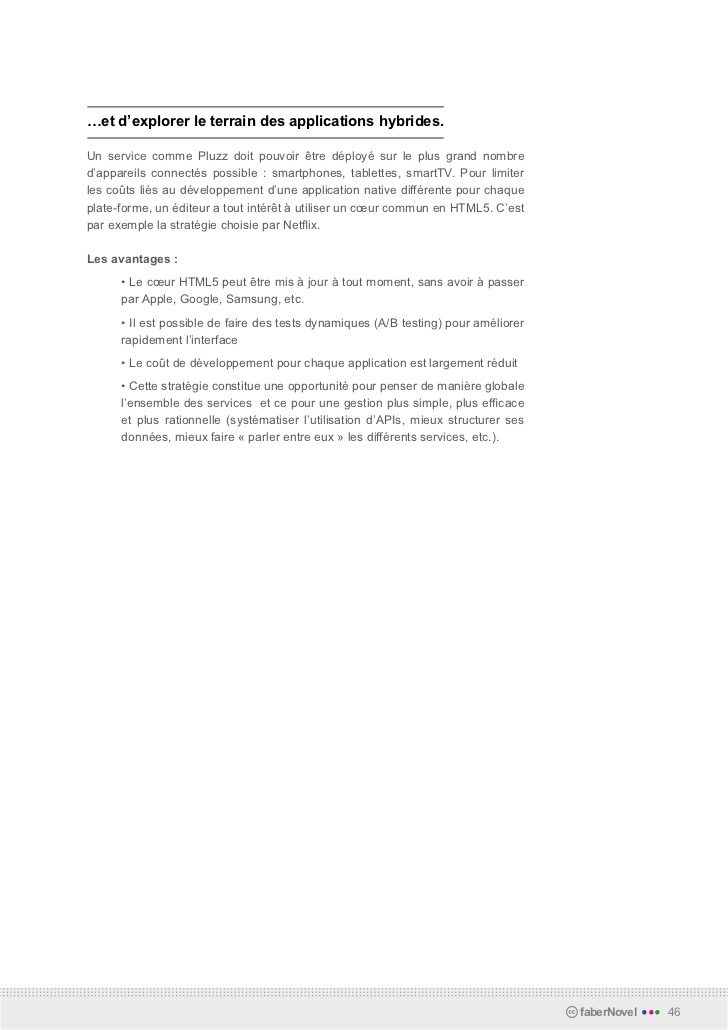 …et d’explorer le terrain des applications hybrides.
Un service comme Pluzz doit pouvoir être déployé sur le plus grand nombre
d’appareils connectés possible : smartphones, tablettes, smartTV. Pour limiter
les coûts liés au développement d’une application native différente pour chaque
plate-forme, un éditeur a tout intérêt à utiliser un cœur commun en HTML5. C’est
par exemple la stratégie choisie par Netflix.
Les avantages :
• Le cœur HTML5 peut être mis à jour à tout moment, sans avoir à passer
par Apple, Google, Samsung, etc.
• Il est possible de faire des tests dynamiques (A/B testing) pour améliorer
rapidement l’interface
• Le coût de développement pour chaque application est largement réduit
• Cette stratégie constitue une opportunité pour penser de manière globale
l’ensemble des services et ce pour une gestion plus simple, plus efficace
et plus rationnelle (systématiser l’utilisation d’APIs, mieux structurer ses
données, mieux faire « parler entre eux » les différents services, etc.).
cc faberNovel 46